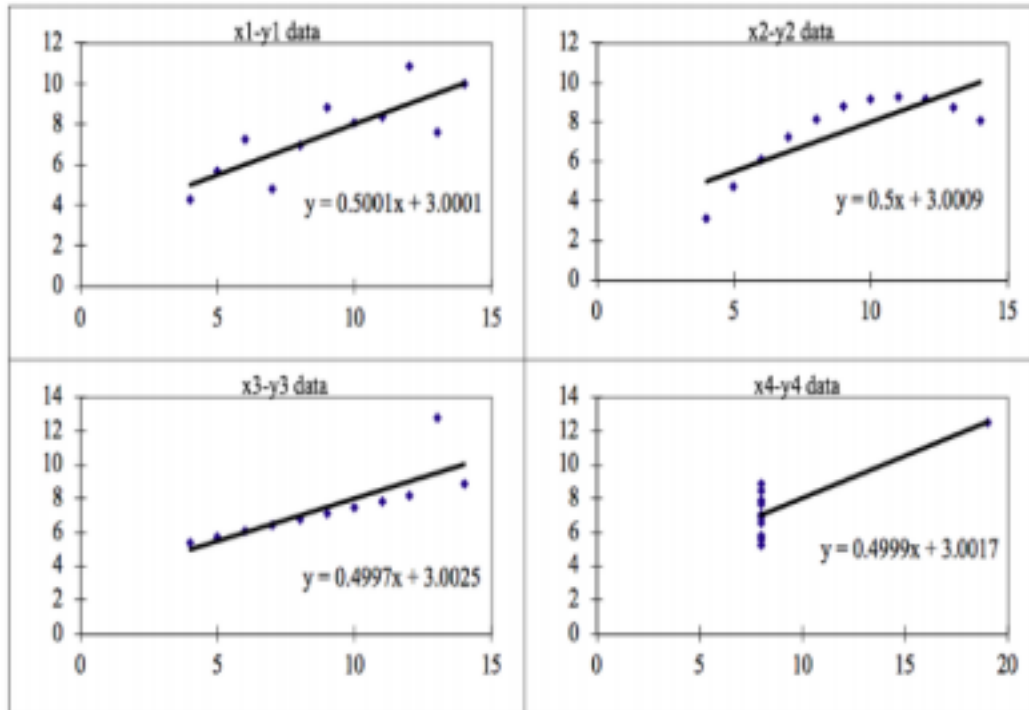 x1-y1 data
12
10
8
6
4
2
0
y = 0.5001x + 3.0001
0 5 10 15
x2-y2 data
12
10
8
6
4
2
0
y = 0.5x + 3.0009
0 5 10 15
x3-y3 data
14
12
10
8
6
4
2
0
y = 0.4997x + 3.0025
0 5 10 15
x4-y4 data
14
12
10
8
6
4
2
0
y = 0.4999x + 3.0017
0 5 10 15 20